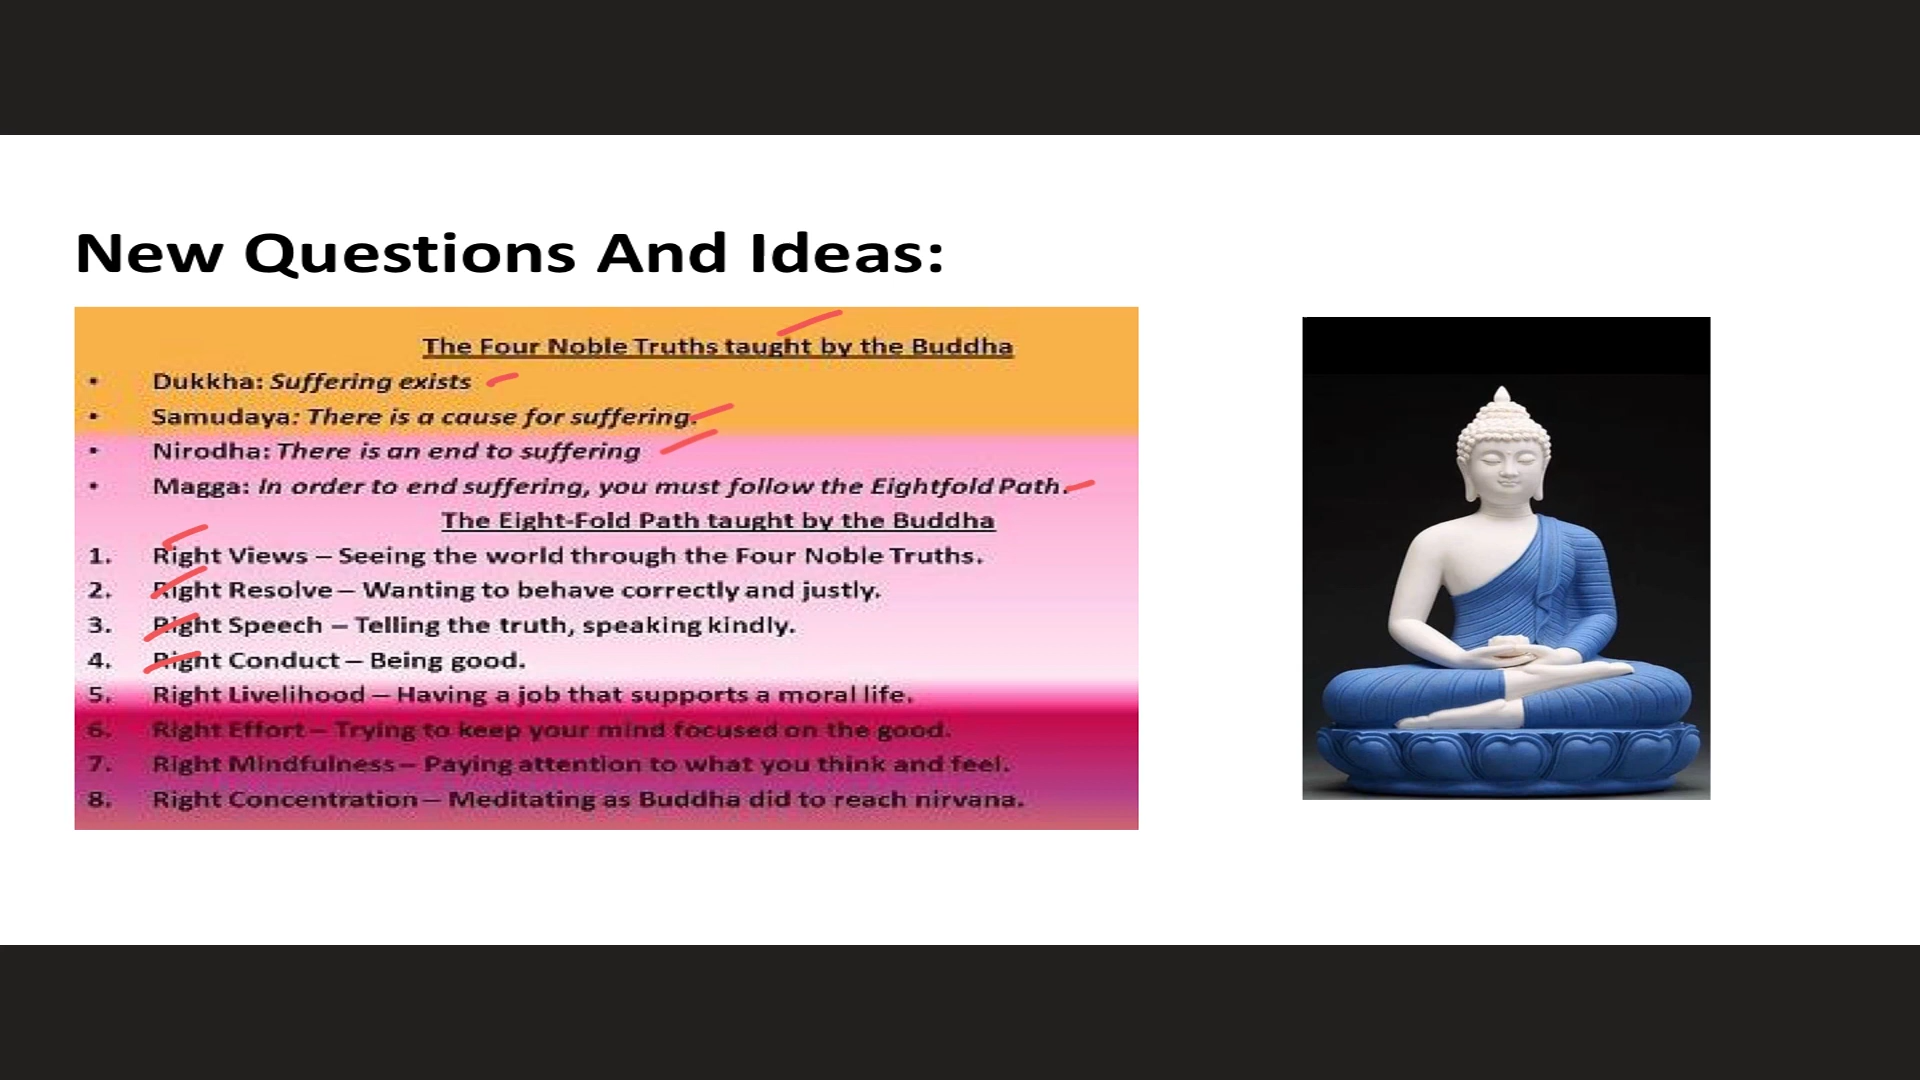 New Questions And Ideas:
The Four Noble Truths taught by the Buddha
• Dukkha: Suffering exists
• Samudaya: There is a cause for suffering.
• Nirodha: There is an end to suffering
• Magga: In order to end suffering, you must follow the Eightfold Path.
The Eight-Fold Path taught by the Buddha
1. Right Views – Seeing the world through the Four Noble Truths.
2. Right Resolve – Wanting to behave correctly and justly.
3. Right Speech – Telling the truth, speaking kindly.
4. Right Conduct – Being good.
5. Right Livelihood – Having a job that supports a moral life.
6. Right Effort – Trying to keep your mind focused on the good.
7. Right Mindfulness – Paying attention to what you think and feel.
8. Right Concentration – Meditating as Buddha did to reach nirvana.